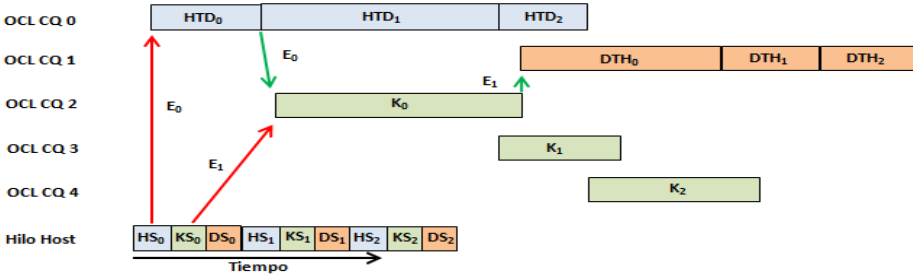 OCL CQ 0 HTD₀ HTD₁ HTD₂
OCL CQ 1 E₀ DTH₀ DTH₁ DTH₂
E₁
OCL CQ 2 E₀ K₀
OCL CQ 3 K₁
E₁
OCL CQ 4 K₂
Hilo Host HS₀ KS₀ DS₀ HS₁ KS₁ DS₁ HS₂ KS₂ DS₂
Tiempo